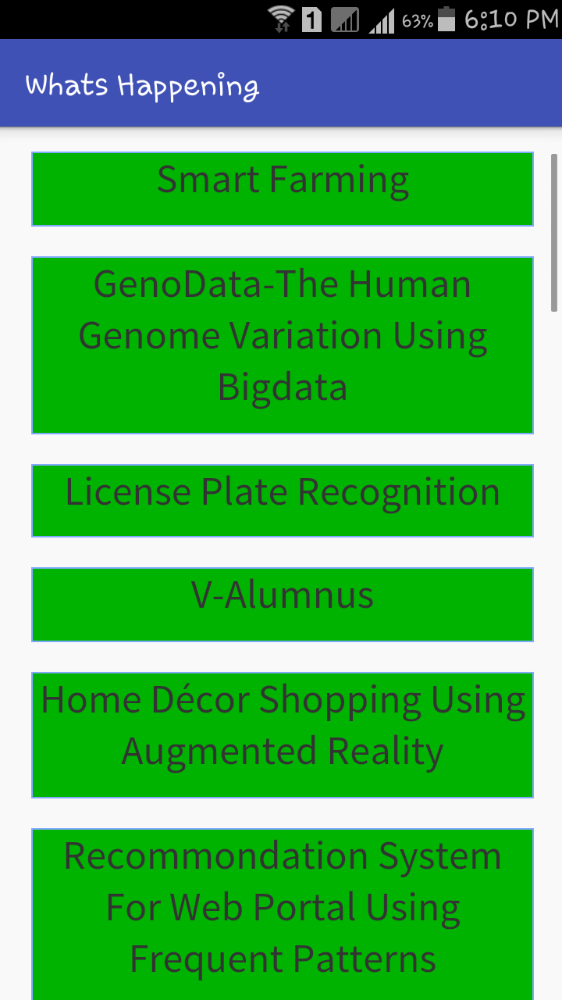 1 63% 6:10 PM
Whats Happening
Smart Farming
GenoData-The Human
Genome Variation Using
Bigdata
License Plate Recognition
V-Alumnus
Home Décor Shopping Using
Augmented Reality
Recommondation System
For Web Portal Using
Frequent Patterns